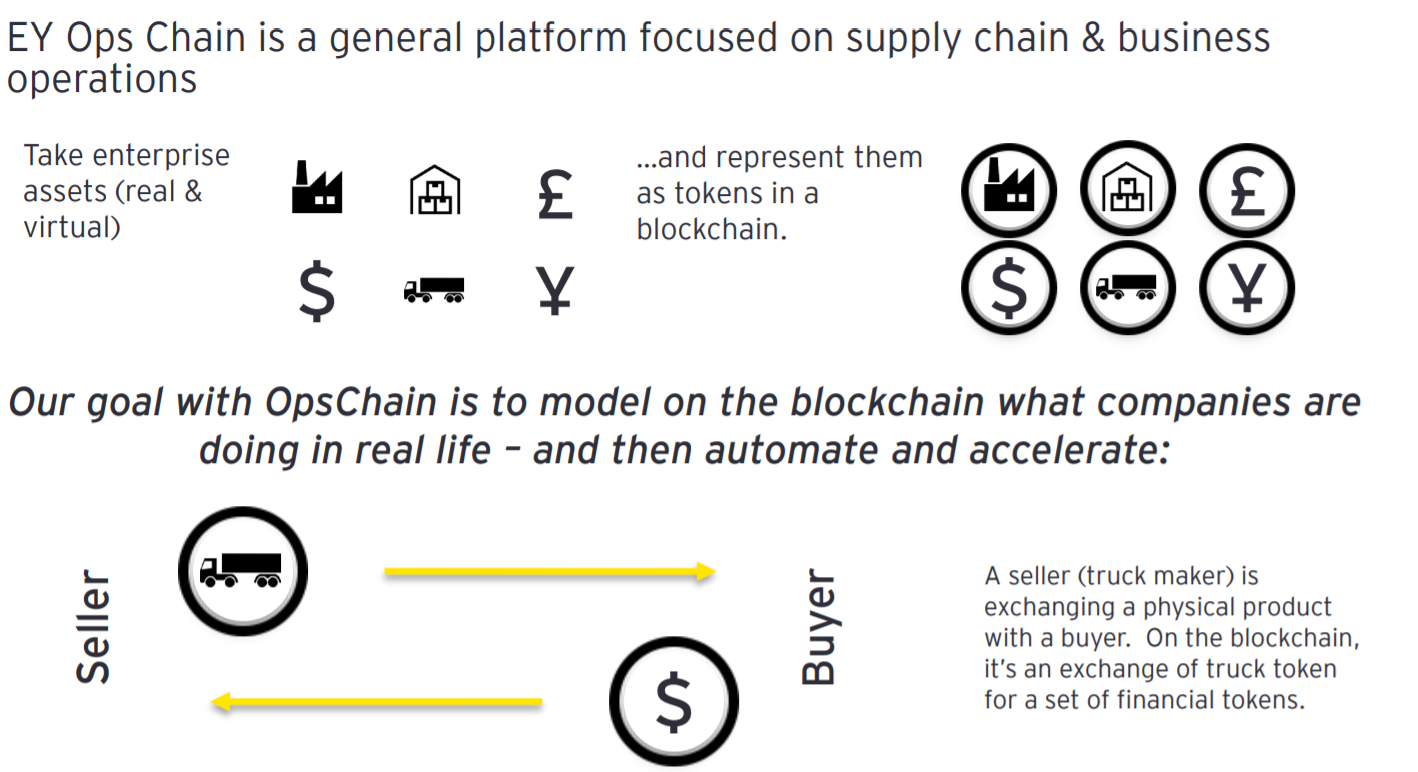 EY Ops Chain is a general platform focused on supply chain & business
operations
Take enterprise
assets (real &
virtual)
£
$
¥
...and represent them
as tokens in a
blockchain.
£
$
¥
Our goal with OpsChain is to model on the blockchain what companies are
doing in real life – and then automate and accelerate:
Seller
$
Buyer
A seller (truck maker) is
exchanging a physical product
with a buyer.  On the blockchain,
it's an exchange of truck token
for a set of financial tokens.